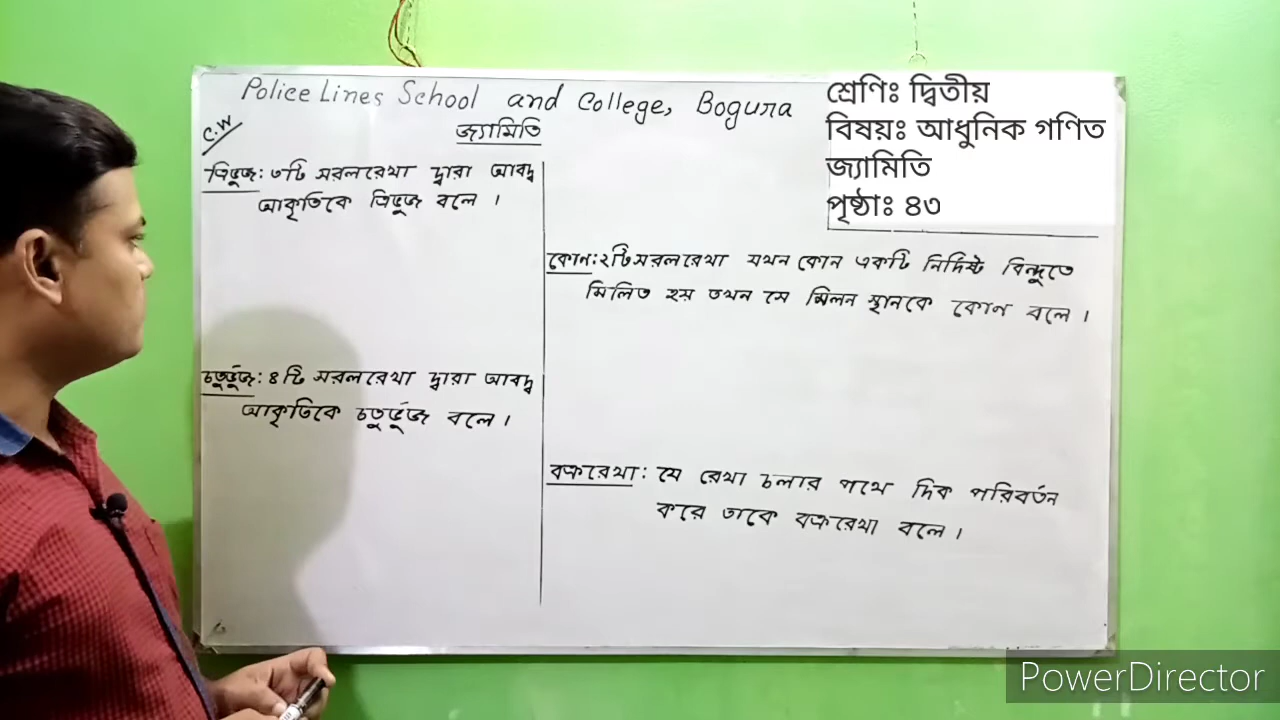 Police Lines School and College, Bogura
C.W
জ্যামিতি
ত্রিভুজ: ৩টি সরলরেখা দ্বারা আবদ্ধ
আকৃতিকে ত্রিভুজ বলে ।
চতুর্ভুজ: ৪টি সরলরেখা দ্বারা আবদ্ধ
আকৃতিকে চতুর্ভুজ বলে ।
শ্রেণিঃ দ্বিতীয়
বিষয়ঃ আধুনিক গণিত
জ্যামিতি
পৃষ্ঠাঃ ৪৩
কোণ: ২টি সরলরেখা যখন কোন একটি নির্দিষ্ট বিন্দুতে
মিলিত হয় তখন সে মিলন স্থানকে কোণ বলে ।
বক্ররেখা: যে রেখা চলার পথে দিক পরিবর্তন
করে তাকে বক্ররেখা বলে ।
PowerDirector